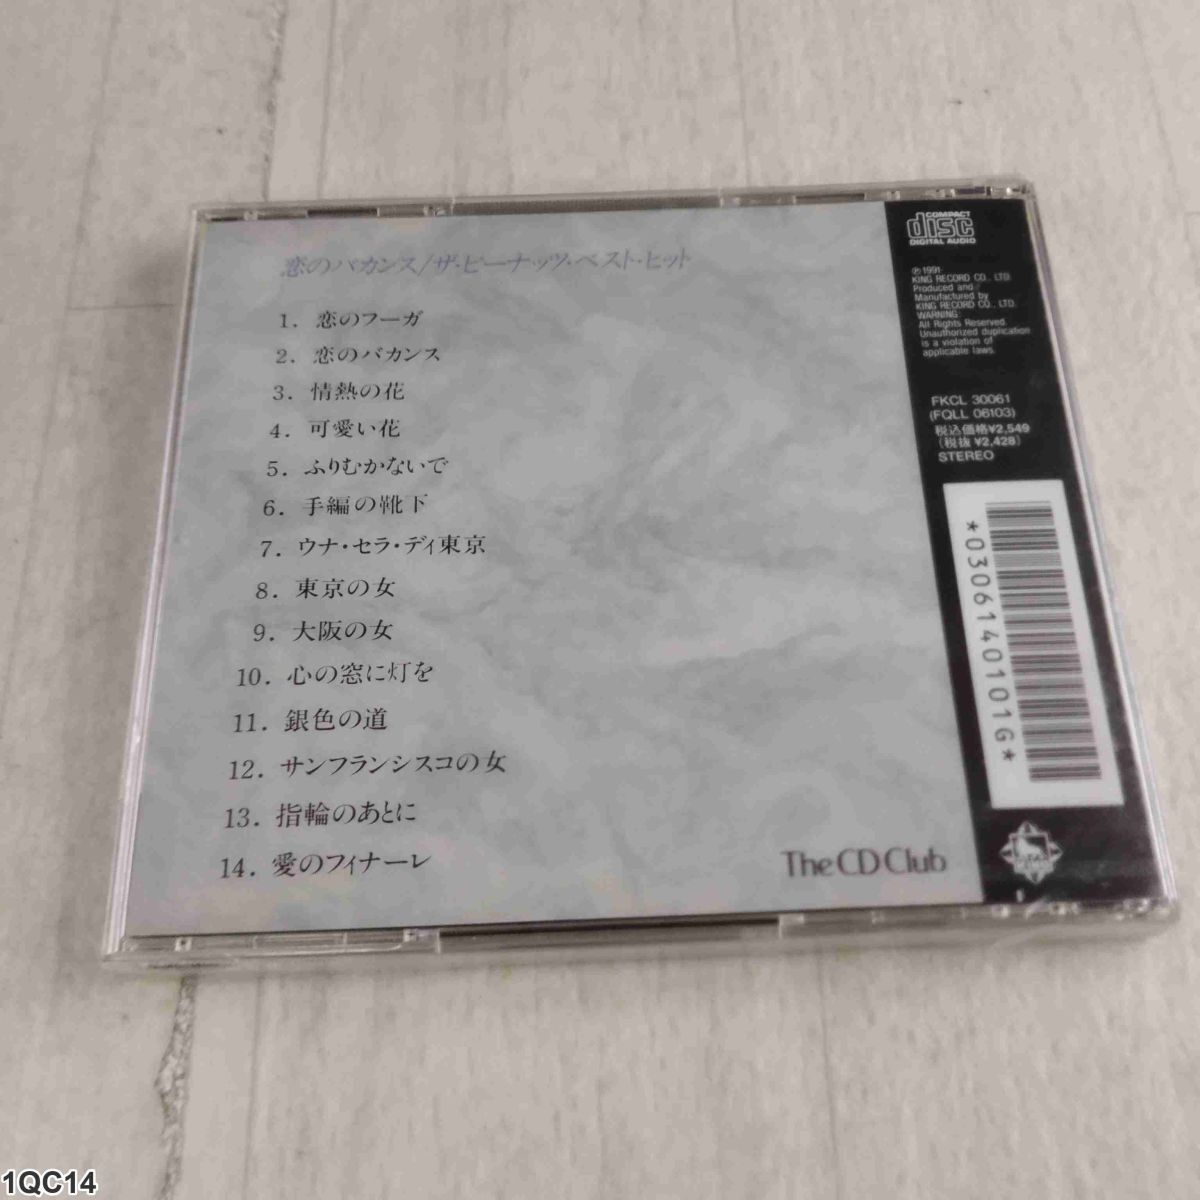 恋のバカンス/ザ・ピーナッツ・ベスト・ヒット
1. 恋のフーガ
2. 恋のバカンス
3. 情熱の花
4. 可愛い花
5. ふりむかないで
6. 手編の靴下
7. ウナ・セラ・ディ東京
8. 東京の女
9. 大阪の女
10. 心の窓に灯を
11. 銀色の道
12. サンフランシスコの女
13. 指輪のあとに
14. 愛のフィナーレ
The CD Club
COMPACT
disc
DIGITAL AUDIO
℗1991
KING RECORD CO., LTD.
Produced and
Manufactured by
KING RECORD CO., LTD.
WARNING:
All Rights Reserved.
Unauthorized duplication
is a violation of
applicable laws.
FKCL 30061
(FQLL 06103)
税込価格¥2,549
(税抜 ¥2,428)
STEREO
*0306140101G*
1QC14